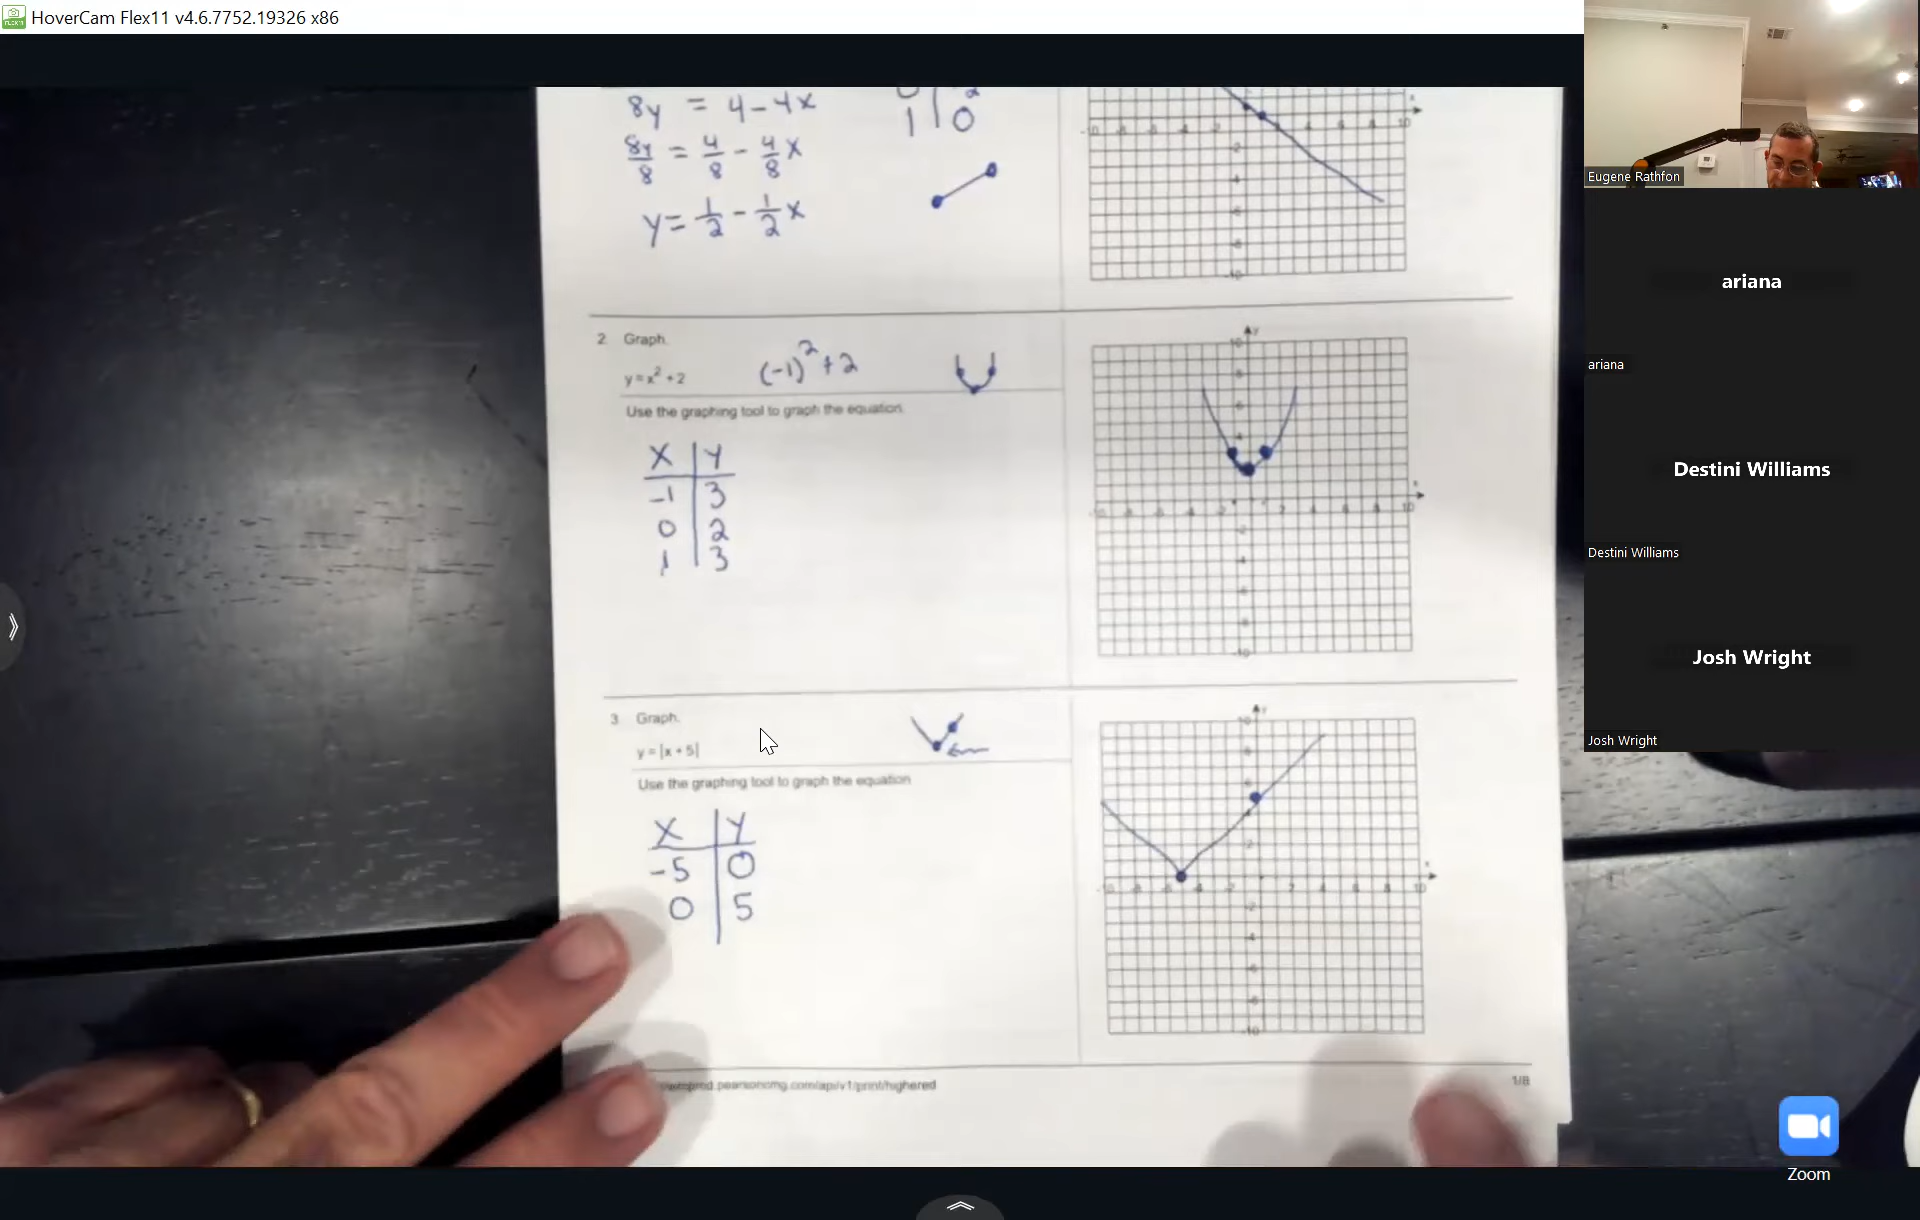 HoverCam Flex11 v4.6.7752.19326 x86
8y = 4 - 4x
1 | 0
8y/8 = 4/8 - 4/8 x
y = 1/2 - 1/2 x
2 Graph.
y = x² + 2
(-1)² + 2
Use the graphing tool to graph the equation.
X | Y
-1 | 3
0 | 2
1 | 3
3 Graph.
y = |x + 5|
Use the graphing tool to graph the equation
X | Y
-5 | 0
0 | 5
1/8
Eugene Rathfon
ariana
ariana
Destini Williams
Destini Williams
Josh Wright
Josh Wright
Zoom